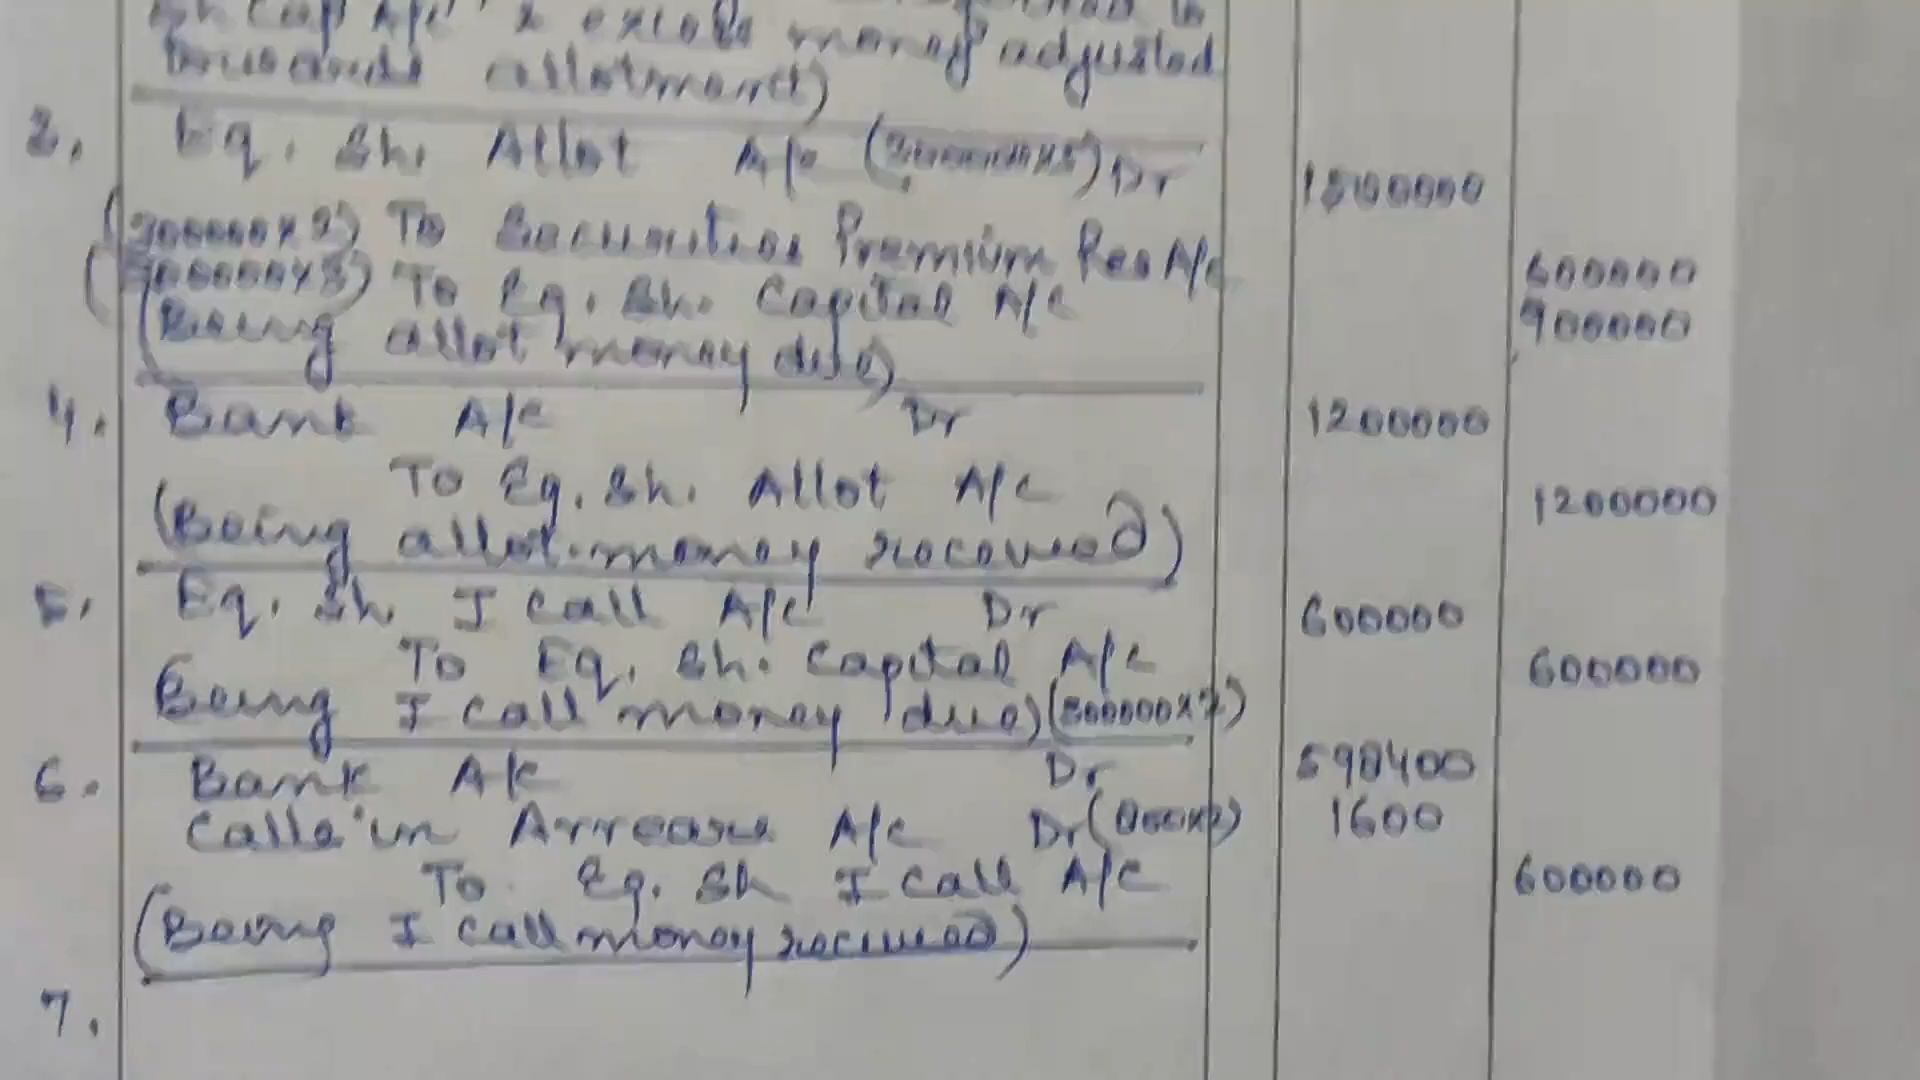 Sh Cap A/c & excess money adjusted
towards allotment)
3. Eq. Sh. Allot A/c (300000x5) Dr 1500000
(300000x2) To Securities Premium Res A/c 600000
(300000x3) To Eq. Sh. Capital A/c 900000
(Being allot money due)
4. Bank A/c Dr 1200000
To Eq. Sh. Allot A/c 1200000
(Being allot. money received)
5. Eq. Sh. I Call A/c Dr 600000
To Eq. Sh. Capital A/c 600000
Being I call money due) (300000x2)
6. Bank A/c Dr 598400
Calls in Arrears A/c Dr (800x2) 1600
To Eq. Sh I Call A/c 600000
(Being I call money received)
7.